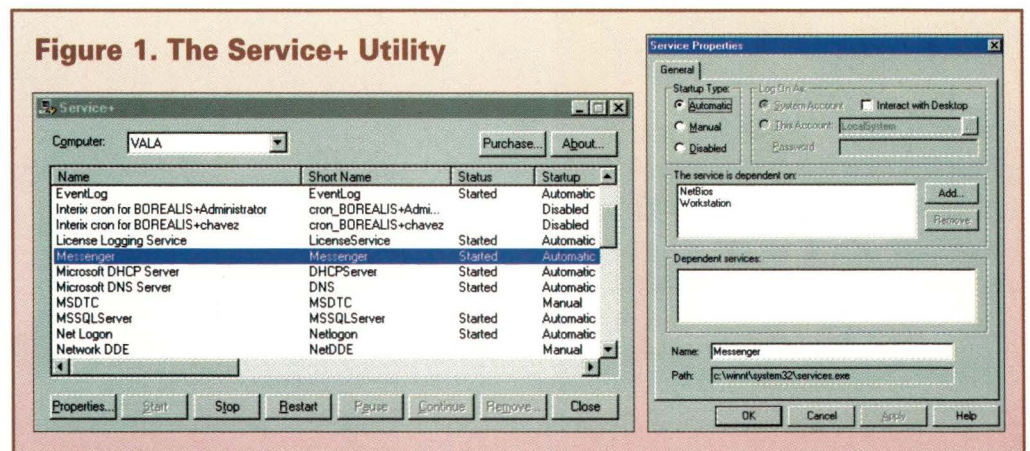 Figure 1. The Service+ Utility
Service+
Computer: VALA Purchase... About...
Name Short Name Status Startup
EventLog EventLog Started Automatic
Interix cron for BOREALIS+Administrator cron_BOREALIS+Admi... Disabled
Interix cron for BOREALIS+chavez cron_BOREALIS+chavez Disabled
License Logging Service LicenseService Started Automatic
Messenger Messenger Started Automatic
Microsoft DHCP Server DHCPServer Started Automatic
Microsoft DNS Server DNS Started Automatic
MSDTC MSDTC Manual
MSSQLServer MSSQLServer Started Automatic
Net Logon Netlogon Started Automatic
Network DDE NetDDE Manual
Properties... Start Stop Restart Pause Continue Remove... Close
Service Properties
General
Startup Type:
Automatic
Manual
Disabled
Log On As:
System Account Interact with Desktop
This Account: LocalSystem
Password
The service is dependent on:
NetBios
Workstation
Add...
Remove
Dependent services:
Name: Messenger
Path: c:\winnt\system32\services.exe
OK Cancel Apply Help